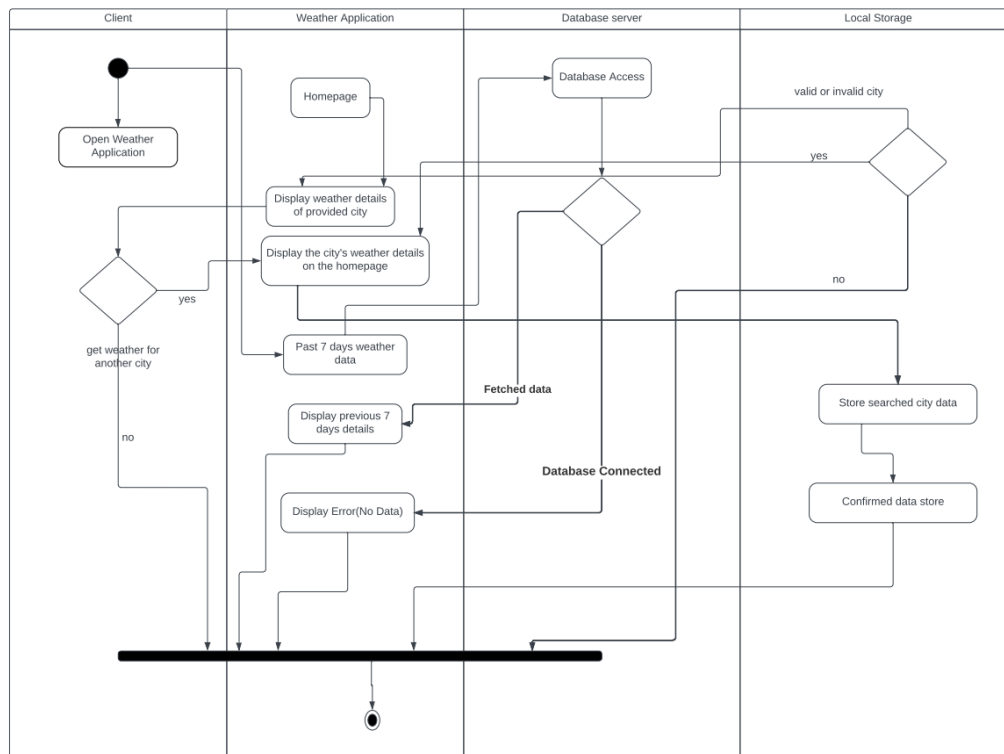 Client
Weather Application
Database server
Local Storage
Homepage
Database Access
valid or invalid city
Open Weather
Application
yes
Display weather details
of provided city
Display the city's weather details
on the homepage
yes
no
get weather for
another city
Past 7 days weather
data
Fetched data
Store searched city data
Display previous 7
days details
no
Database Connected
Display Error(No Data)
Confirmed data store